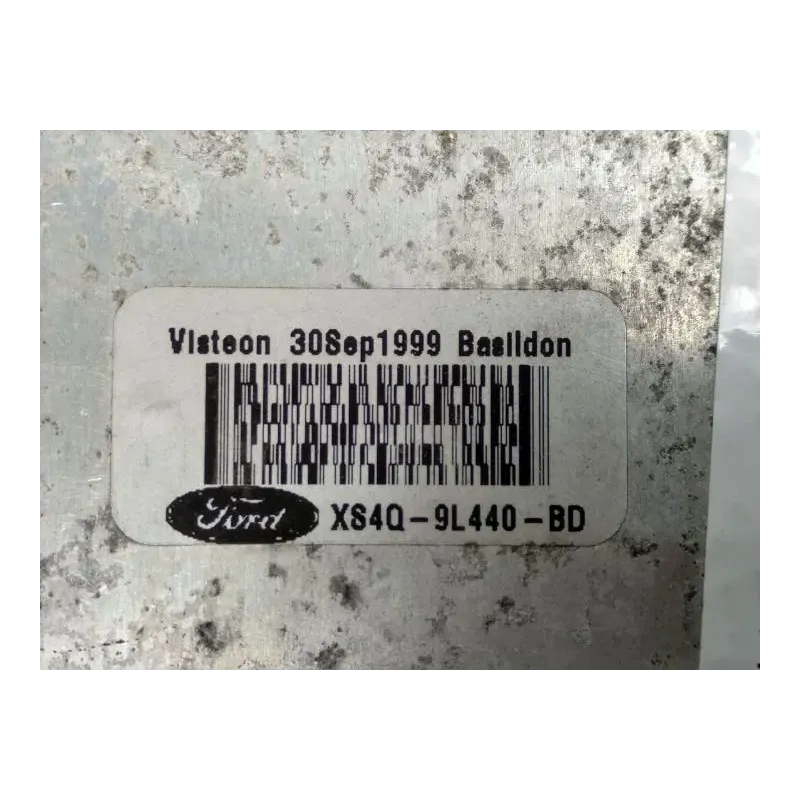 Visteon 30Sep1999 Basildon
Ford XS4Q-9L440-BD